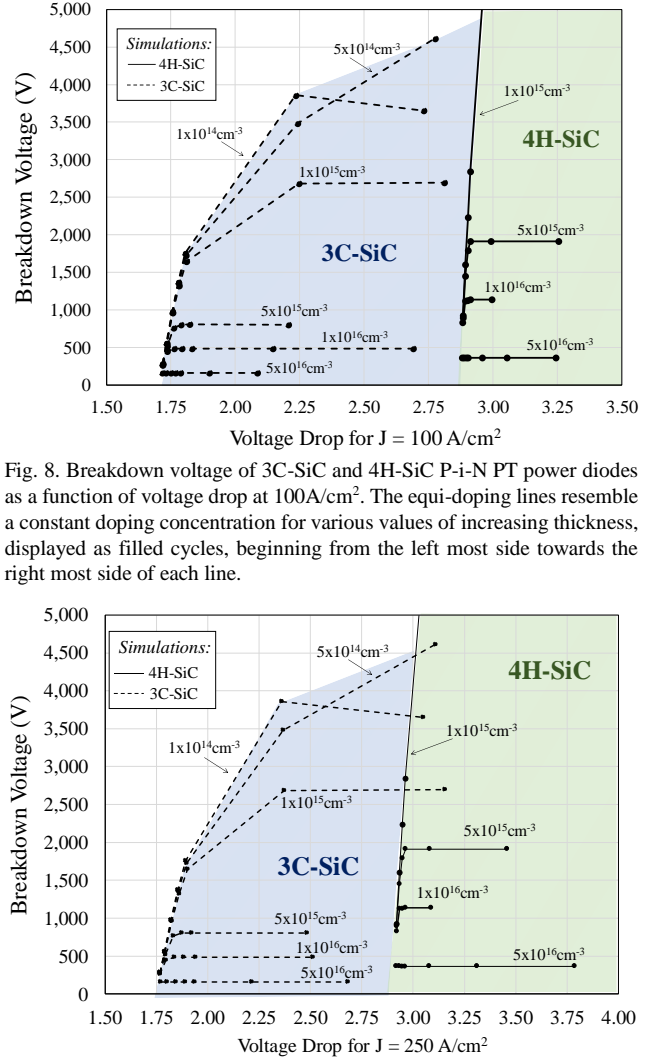 5,000
4,500
4,000
3,500
3,000
2,500
2,000
1,500
1,000
500
0
Breakdown Voltage (V)
Simulations:
4H-SiC
3C-SiC
5x10¹⁴cm⁻³
1x10¹⁵cm⁻³
1x10¹⁴cm⁻³
4H-SiC
1x10¹⁵cm⁻³
5x10¹⁵cm⁻³
3C-SiC
1x10¹⁶cm⁻³
5x10¹⁵cm⁻³
1x10¹⁶cm⁻³
5x10¹⁶cm⁻³
5x10¹⁶cm⁻³
1.50 1.75 2.00 2.25 2.50 2.75 3.00 3.25 3.50
Voltage Drop for J = 100 A/cm²
Fig. 8. Breakdown voltage of 3C-SiC and 4H-SiC P-i-N PT power diodes
as a function of voltage drop at 100A/cm². The equi-doping lines resemble
a constant doping concentration for various values of increasing thickness,
displayed as filled cycles, beginning from the left most side towards the
right most side of each line.
5,000
4,500
4,000
3,500
3,000
2,500
2,000
1,500
1,000
500
0
Breakdown Voltage (V)
Simulations:
4H-SiC
3C-SiC
5x10¹⁴cm⁻³
4H-SiC
1x10¹⁴cm⁻³
1x10¹⁵cm⁻³
1x10¹⁵cm⁻³
5x10¹⁵cm⁻³
3C-SiC
1x10¹⁶cm⁻³
5x10¹⁵cm⁻³
1x10¹⁶cm⁻³
5x10¹⁶cm⁻³
5x10¹⁶cm⁻³
1.50 1.75 2.00 2.25 2.50 2.75 3.00 3.25 3.50 3.75 4.00
Voltage Drop for J = 250 A/cm²